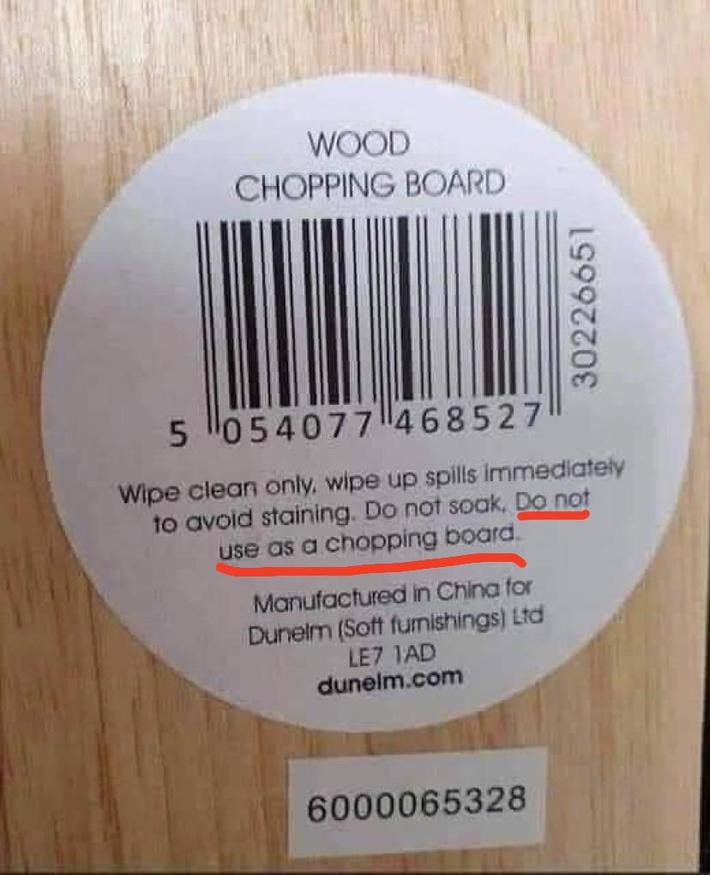 WOOD
CHOPPING BOARD
30226651
5 054077 468527
Wipe clean only, wipe up spills immediately
to avoid staining. Do not soak, Do not
use as a chopping board.
Manufactured in China for
Dunelm (Soft furnishings) Ltd
LE7 1AD
dunelm.com
6000065328